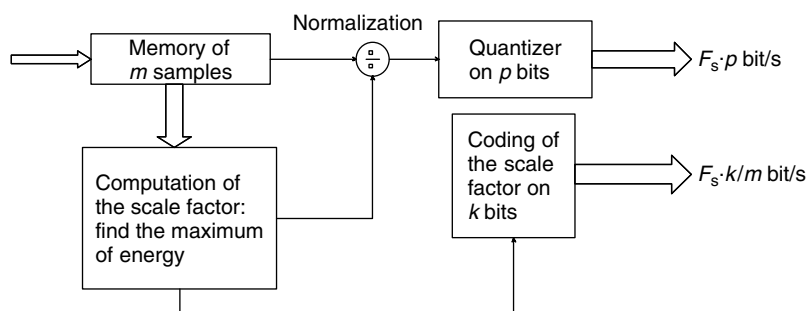 Normalization
Memory of
m samples
÷
Quantizer
on p bits
Fs·p bit/s
Computation of
the scale factor:
find the maximum
of energy
Coding of
the scale
factor on
k bits
Fs·k/m bit/s